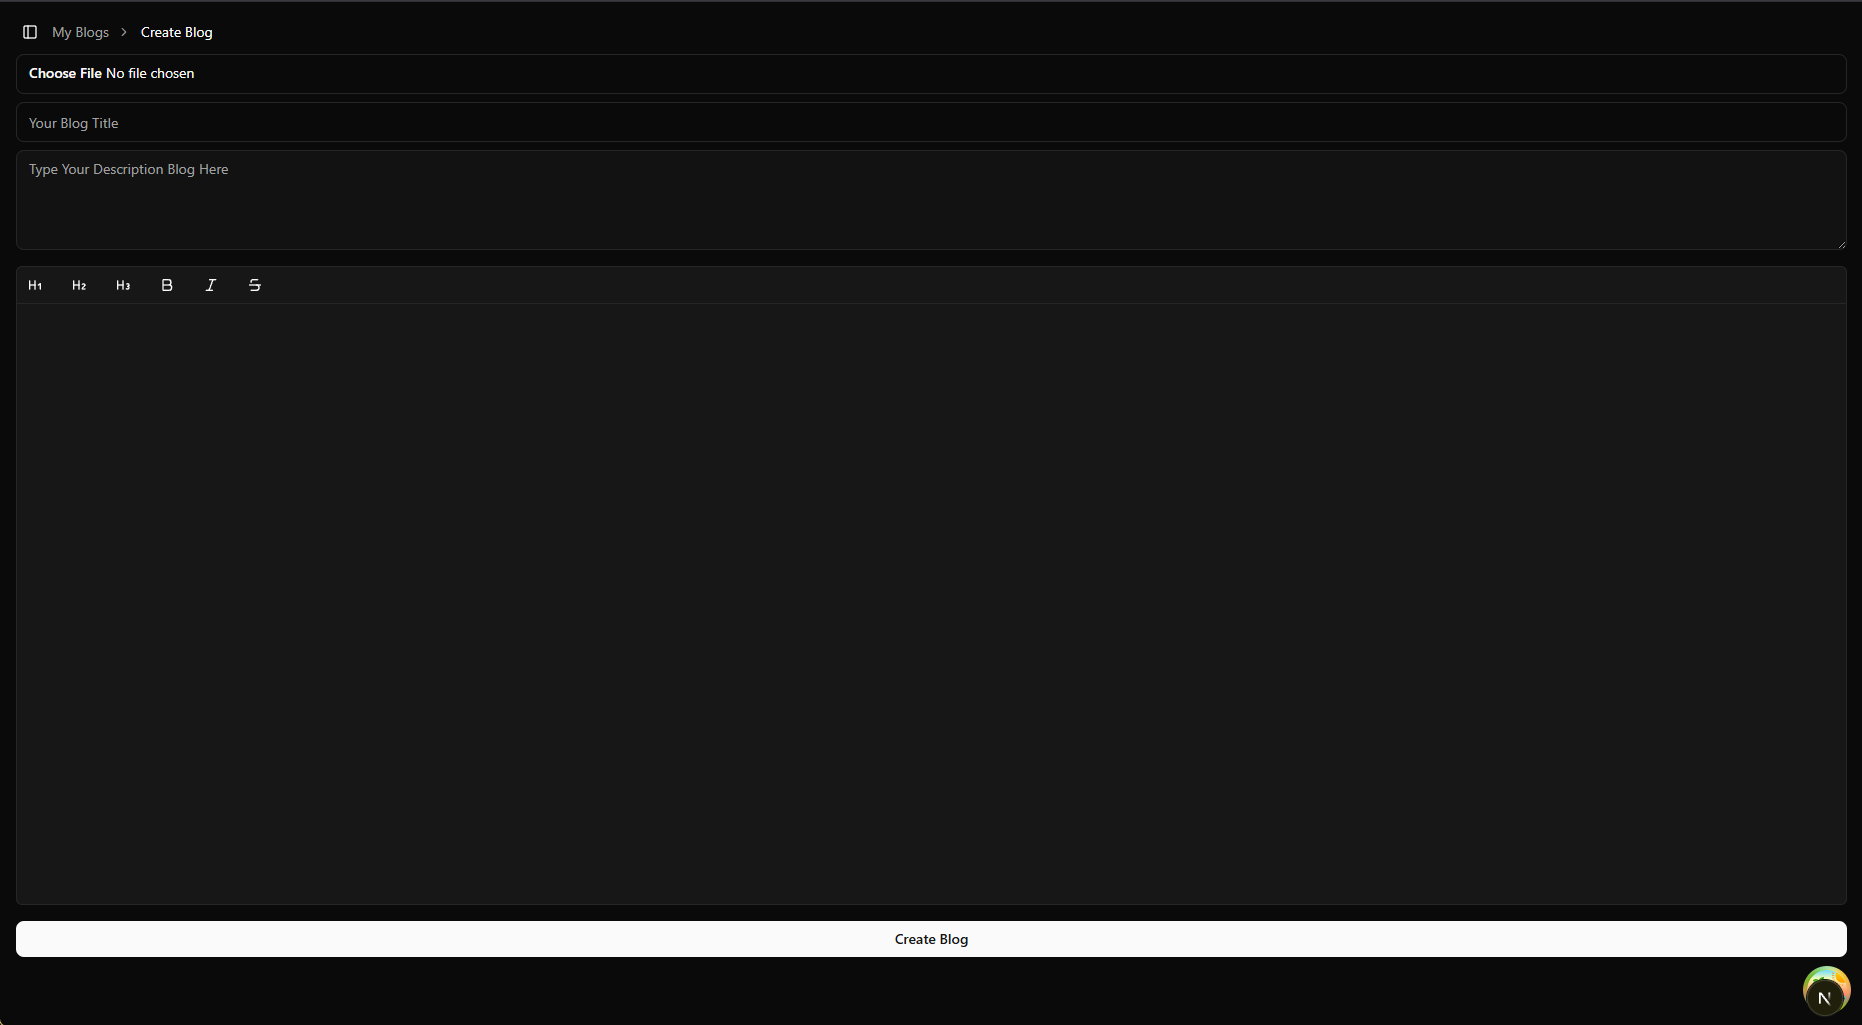 My Blogs > Create Blog
Choose File No file chosen
Your Blog Title
Type Your Description Blog Here
H1 H2 H3 B I S
Create Blog
N